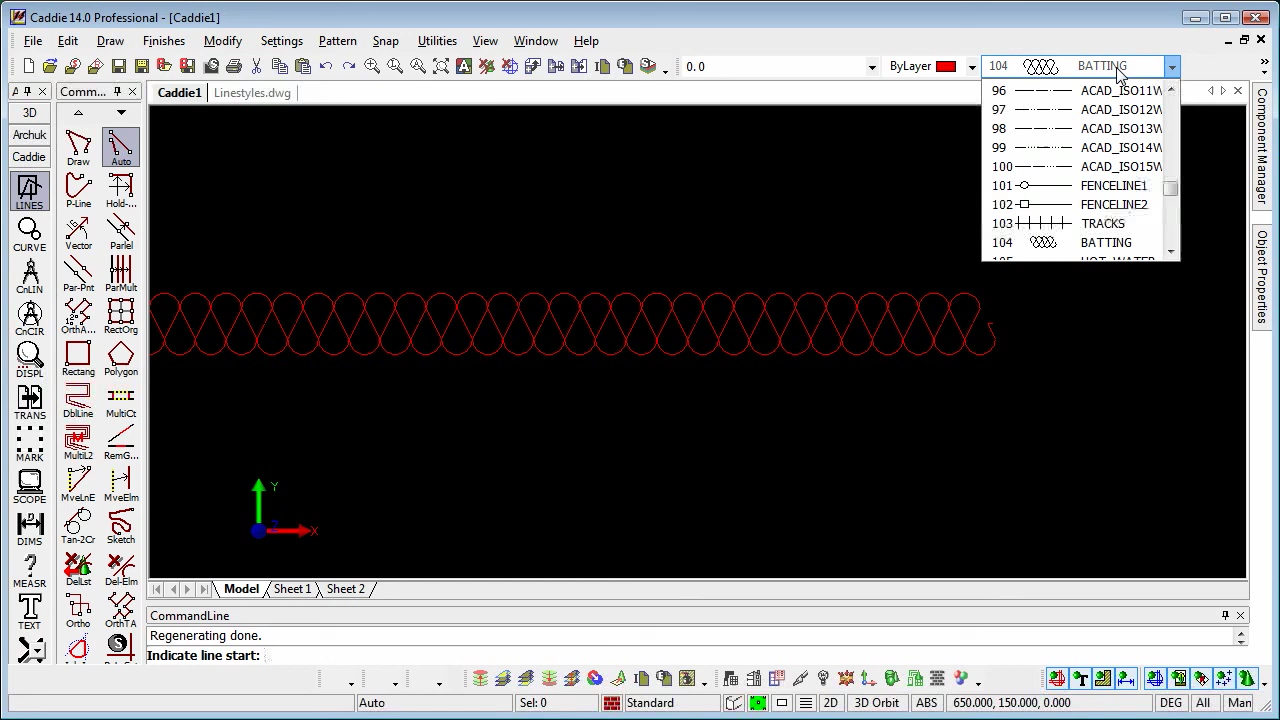 Caddie 14.0 Professional - [Caddie1]
File Edit Draw Finishes Modify Settings Pattern Snap Utilities View Window Help
ByLayer
104 BATTING
A Comm...
Caddie1 Linestyles.dwg
3D
Archuk
Caddie
LINES
CURVE
CnLIN
CnCIR
DISPL
TRANS
MARK
SCOPE
DIMS
MEASR
TEXT
Draw Auto
P-Line Hold-...
Vector Parlel
Par-Pnt ParMult
OrthA... RectOrg
Rectang Polygon
DblLine MultiCt
MultiL2 RemG...
MveLnE MveElm
Tan-2Cr Sketch
DelLst Del-Elm
Ortho OrthTA
96 ACAD_ISO11W
97 ACAD_ISO12W
98 ACAD_ISO13W
99 ACAD_ISO14W
100 ACAD_ISO15W
101 FENCELINE1
102 FENCELINE2
103 TRACKS
104 BATTING
Component Manager
Object Properties
Y
Z X
Model Sheet 1 Sheet 2
CommandLine
Regenerating done.
Indicate line start:
Auto Sel: 0 Standard 2D 3D Orbit ABS 650.000, 150.000, 0.000 DEG All Man